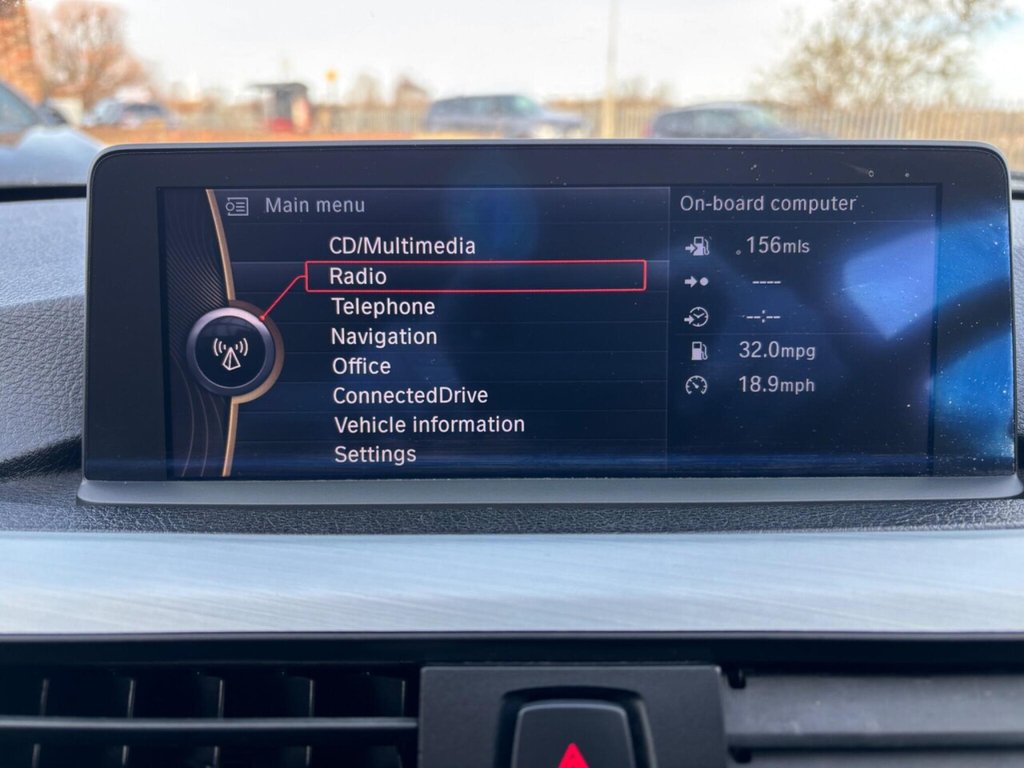 Main menu
CD/Multimedia
Radio
Telephone
Navigation
Office
ConnectedDrive
Vehicle information
Settings
On-board computer
156mls
----
--:--
32.0mpg
18.9mph